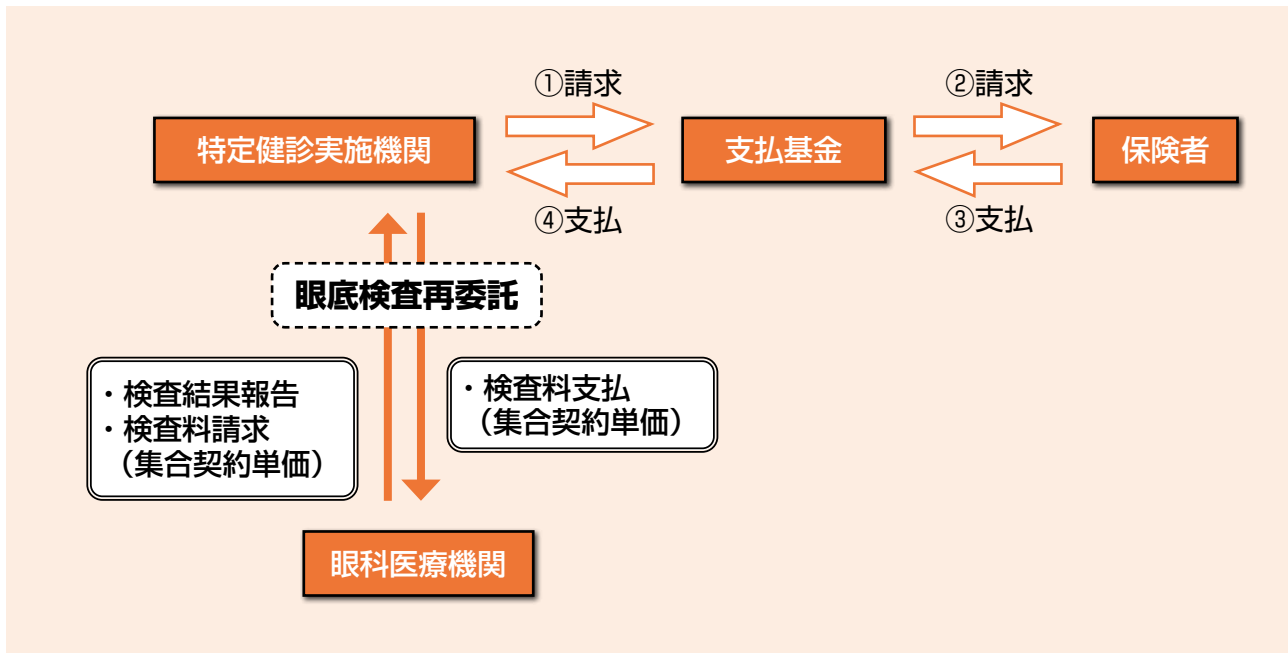 ①請求
②請求
特定健診実施機関
支払基金
保険者
④支払
③支払
眼底検査再委託
・検査結果報告
・検査料請求
（集合契約単価）
・検査料支払
（集合契約単価）
眼科医療機関